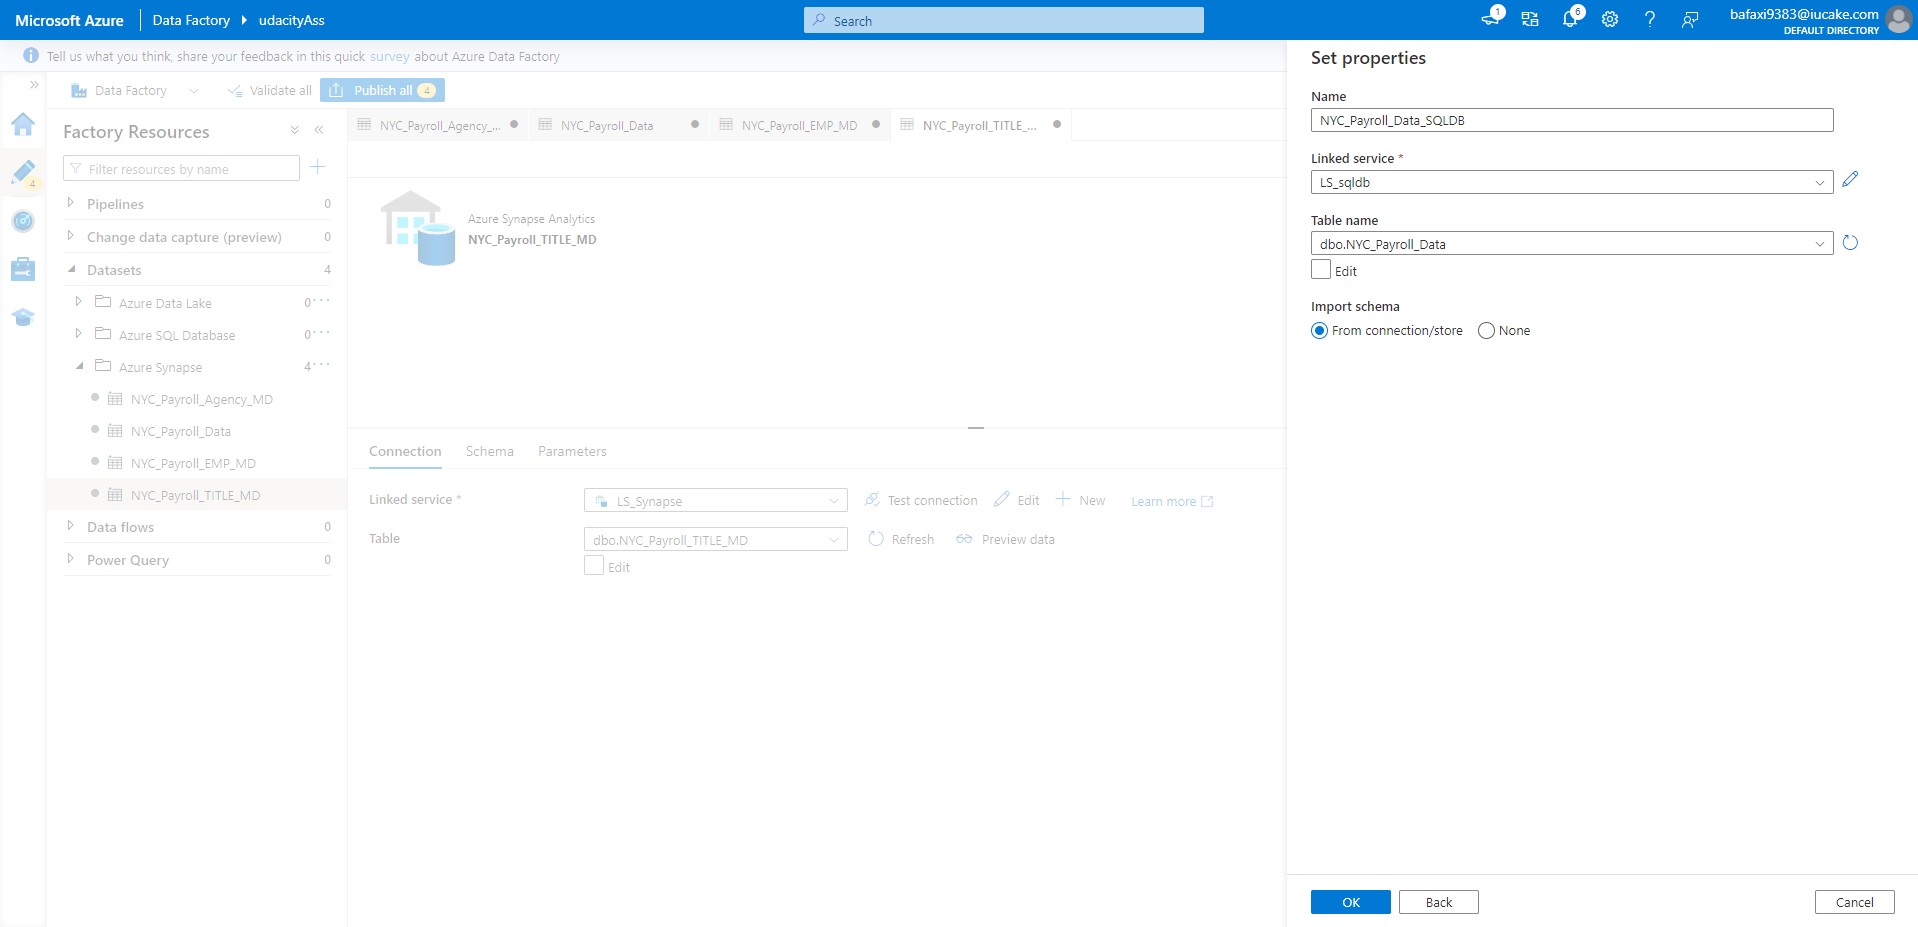 Microsoft Azure Data Factory udacityAss Search 1 6 bafaxi9383@iucake.com
DEFAULT DIRECTORY
Tell us what you think, share your feedback in this quick survey about Azure Data Factory
Data Factory Validate all Publish all 4
Factory Resources
Filter resources by name
4
Pipelines 0
Change data capture (preview) 0
Datasets 4
Azure Data Lake 0
Azure SQL Database 0
Azure Synapse 4
NYC_Payroll_Agency_MD
NYC_Payroll_Data
NYC_Payroll_EMP_MD
NYC_Payroll_TITLE_MD
Data flows 0
Power Query 0
NYC_Payroll_Agency_... NYC_Payroll_Data NYC_Payroll_EMP_MD NYC_Payroll_TITLE_...
Azure Synapse Analytics
NYC_Payroll_TITLE_MD
Connection Schema Parameters
Linked service * LS_Synapse Test connection Edit New Learn more
Table dbo.NYC_Payroll_TITLE_MD Refresh Preview data
Edit
Set properties
Name
NYC_Payroll_Data_SQLDB
Linked service *
LS_sqldb
Table name
dbo.NYC_Payroll_Data
Edit
Import schema
From connection/store None
OK Back Cancel